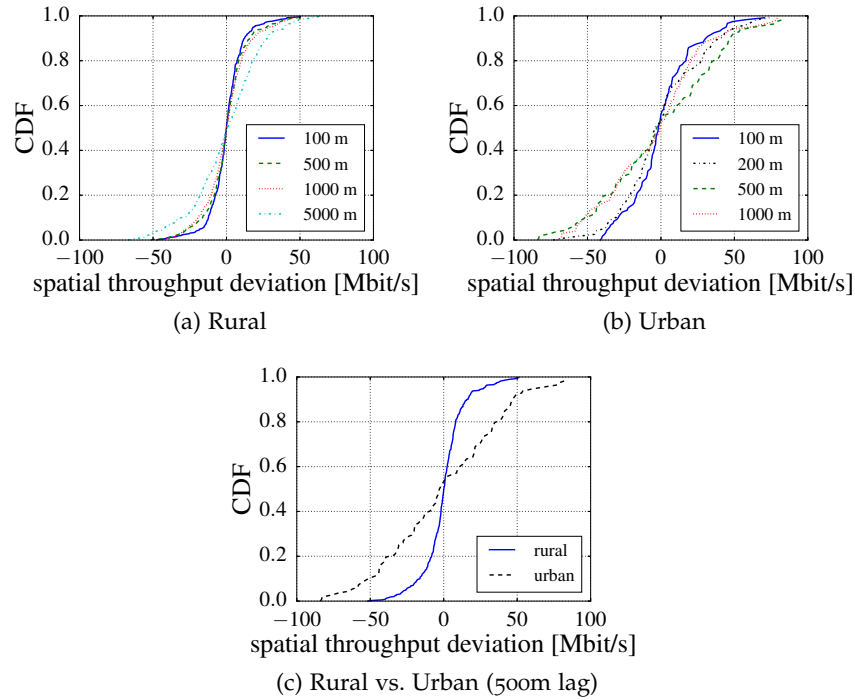 1.0
0.8
0.6
0.4
0.2
0.0
CDF
100 m
500 m
1000 m
5000 m
−100 −50 0 50 100
spatial throughput deviation [Mbit/s]
(a) Rural
1.0
0.8
0.6
0.4
0.2
0.0
CDF
100 m
200 m
500 m
1000 m
−100 −50 0 50 100
spatial throughput deviation [Mbit/s]
(b) Urban
1.0
0.8
0.6
0.4
0.2
0.0
CDF
rural
urban
−100 −50 0 50 100
spatial throughput deviation [Mbit/s]
(c) Rural vs. Urban (500m lag)